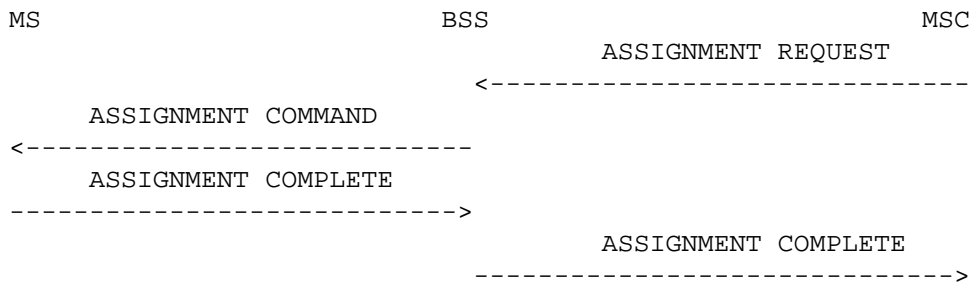 MS BSS MSC
ASSIGNMENT REQUEST
<------------------------------
ASSIGNMENT COMMAND
<----------------------------
ASSIGNMENT COMPLETE
---------------------------->
ASSIGNMENT COMPLETE
------------------------------>